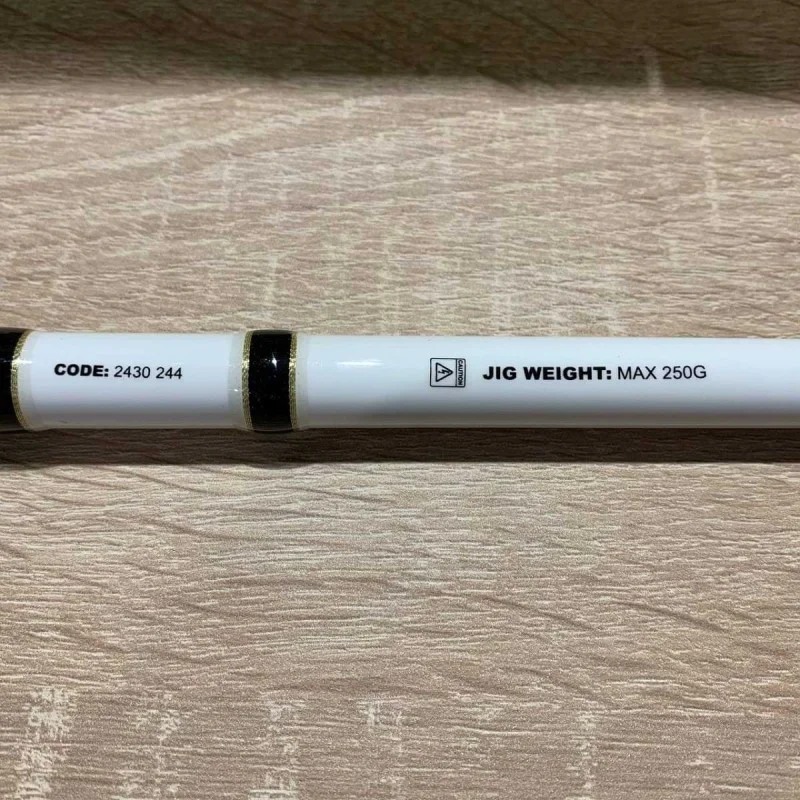 CODE: 2430 244
CAUTION
JIG WEIGHT: MAX 250G